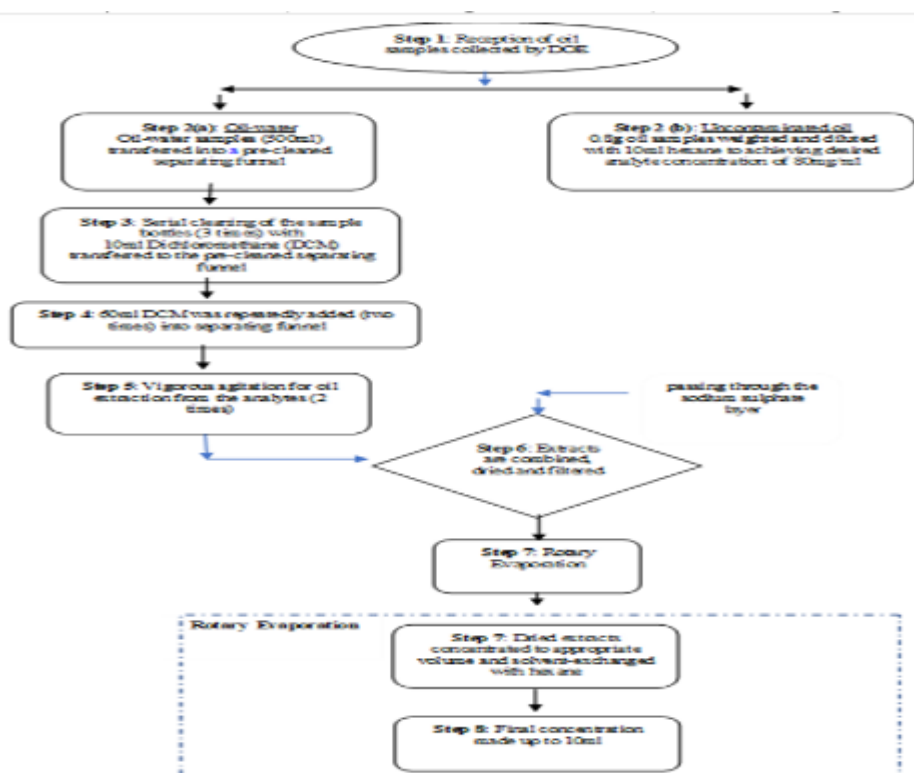 Step 1: Reception of oil
samples collected by DOE
Step 2(a): Oil-water
Oil-water samples (500ml)
transferred into a pre-cleaned
separating funnel
Step 2 (b): Uncontaminated oil
0.8g oil samples weighted and diluted
with 10ml hexane to achieving desired
analyte concentration of 80mg/ml
Step 3: Serial cleaning of the sample
bottles (3 times) with
10ml Dichloromethane (DCM)
transferred to the pre-cleaned separating
funnel
Step 4: 60ml DCM was repeatedly added (two
times) into separating funnel
Step 5: Vigorous agitation for oil
extraction from the analytes (2
times)
passing through the
sodium sulphate
layer
Step 6: Extracts
are combined,
dried and filtered
Step 7: Rotary
Evaporation
Rotary Evaporation
Step 7: Dried extracts
concentrated to appropriate
volume and solvent-exchanged
with hexane
Step 8: Final concentration
made up to 10ml